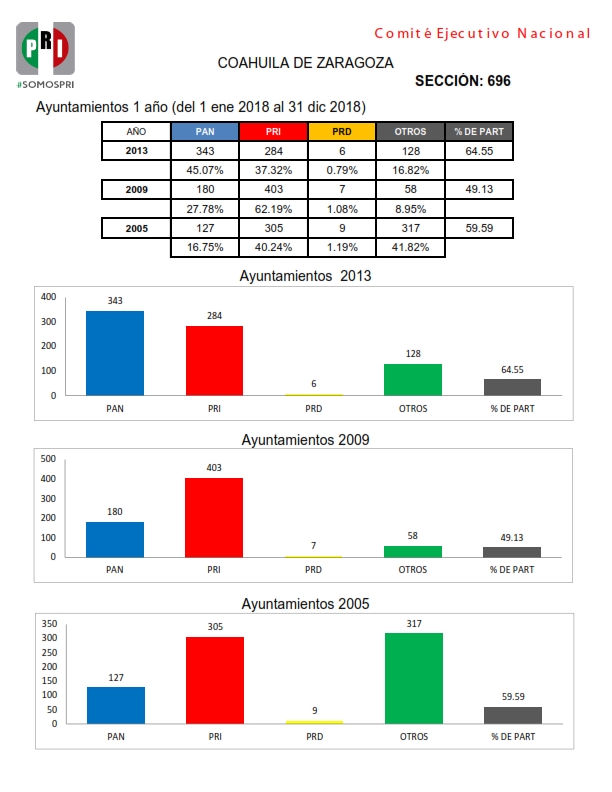 Comité Ejecutivo Nacional
PRI
#SOMOSPRI
COAHUILA DE ZARAGOZA
SECCIÓN: 696
Ayuntamientos 1 año (del 1 ene 2018 al 31 dic 2018)
AÑO PAN PRI PRD OTROS % DE PART
2013 343 284 6 128 64.55
45.07% 37.32% 0.79% 16.82%
2009 180 403 7 58 49.13
27.78% 62.19% 1.08% 8.95%
2005 127 305 9 317 59.59
16.75% 40.24% 1.19% 41.82%
Ayuntamientos 2013
400
343
300
284
200
128
100
64.55
6
0
PAN PRI PRD OTROS % DE PART
Ayuntamientos 2009
500
403
400
300
200
180
100
58
49.13
7
0
PAN PRI PRD OTROS % DE PART
Ayuntamientos 2005
350
317
305
300
250
200
150
127
100
59.59
50
9
0
PAN PRI PRD OTROS % DE PART